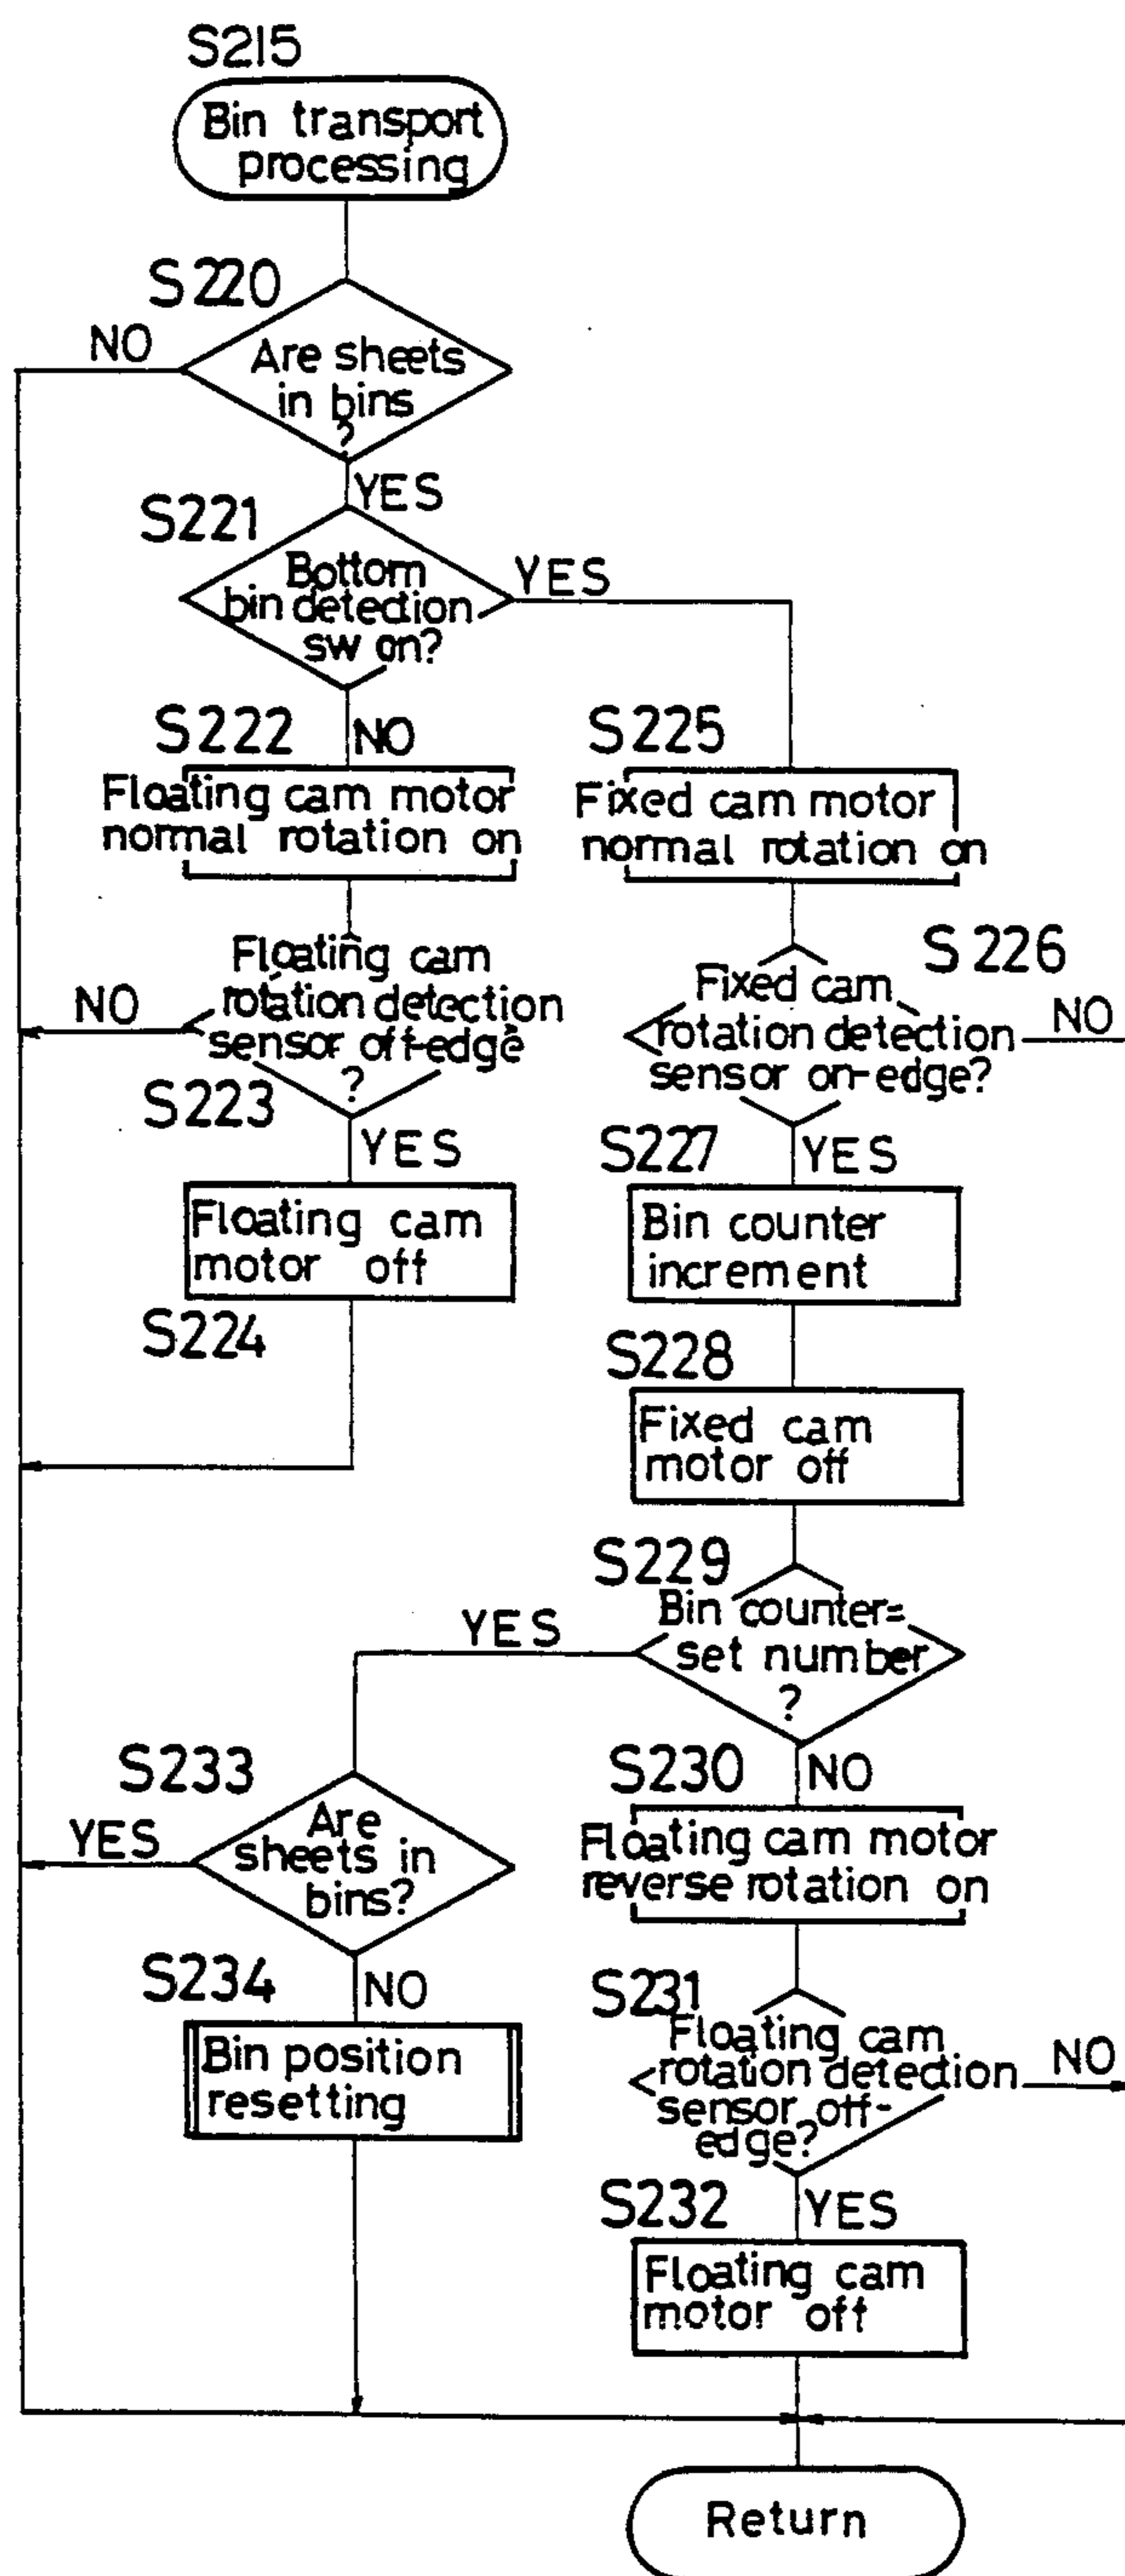 S215
Bin transport
processing
S220
NO
Are sheets
in bins
?
YES
S221
Bottom
bin detection
sw on?
YES
S222
NO
Floating cam motor
normal rotation on
S225
Fixed cam motor
normal rotation on
Floating cam
rotation detection
sensor off-edge
?
NO
S223
YES
S226
Fixed cam
rotation detection
sensor on-edge?
NO
S227
YES
Floating cam
motor off
S224
Bin counter
increment
S228
Fixed cam
motor off
S229
Bin counter=
set number
?
YES
S233
Are
sheets in
bins?
YES
S230
NO
Floating cam motor
reverse rotation on
S234
NO
Bin position
resetting
S231
Floating cam
rotation detection
sensor off-
edge?
NO
S232
YES
Floating cam
motor off
Return